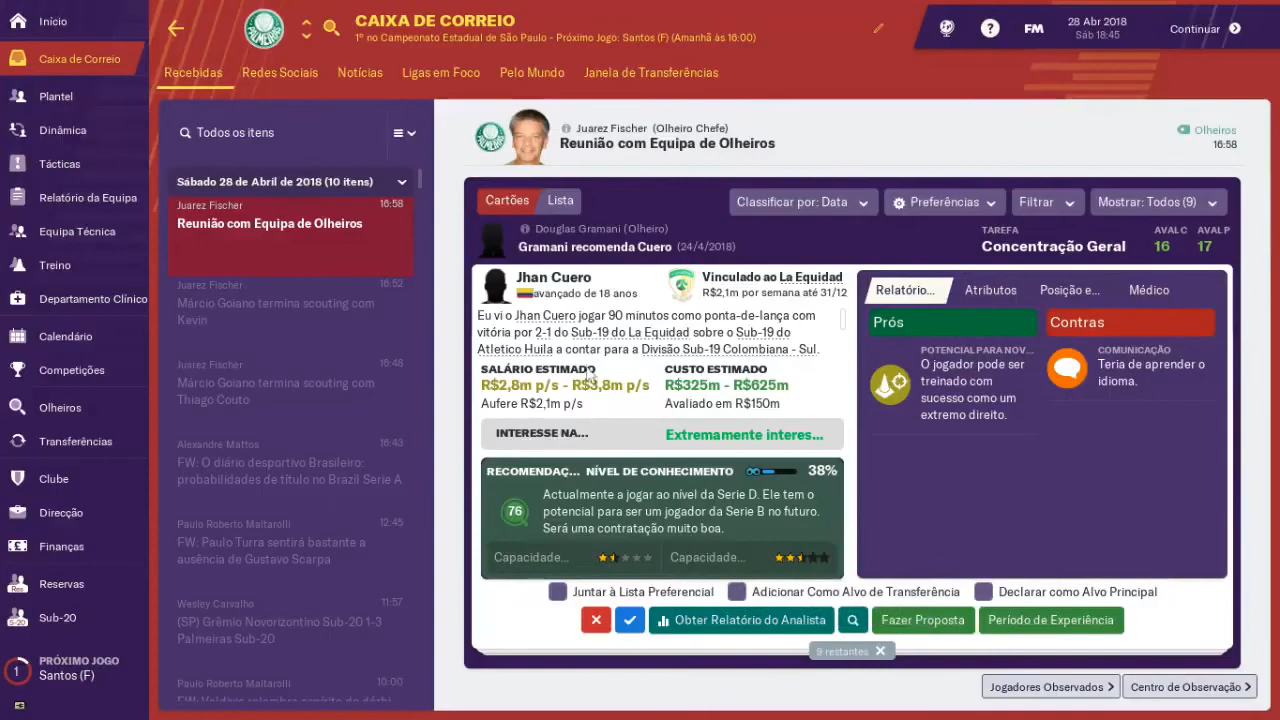 Início
Caixa de Correio
Plantel
Dinâmica
Tácticas
Relatório da Equipa
Equipa Técnica
Treino
Departamento Clínico
Calendário
Competições
Olheiros
Transferências
Clube
Direcção
Finanças
Reservas
Sub-20
PRÓXIMO JOGO
Santos (F)
1
Res
S-20
PALMEIRAS
CAIXA DE CORREIO
1º no Campeonato Estadual de São Paulo - Próximo Jogo: Santos (F) (Amanhã às 16:00)
FM
28 Abr 2018
Sáb 18:45
Continuar
Recebidas
Redes Sociais
Notícias
Ligas em Foco
Pelo Mundo
Janela de Transferências
Todos os itens
Sábado 28 de Abril de 2018 (10 itens)
Juarez Fischer 16:58
Reunião com Equipa de Olheiros
Juarez Fischer 16:52
Márcio Goiano termina scouting com
Kevin
Juarez Fischer 16:48
Márcio Goiano termina scouting com
Thiago Couto
Alexandre Mattos 16:43
FW: O diário desportivo Brasileiro:
probabilidades de título no Brazil Serie A
Paulo Roberto Maltarolli 12:45
FW: Paulo Turra sentirá bastante a
ausência de Gustavo Scarpa
Wesley Carvalho 11:57
(SP) Grêmio Novorizontino Sub-20 1-3
Palmeiras Sub-20
Paulo Roberto Maltarolli 10:00
Juarez Fischer (Olheiro Chefe)
Reunião com Equipa de Olheiros
Olheiros
16:58
Cartões
Lista
Classificar por: Data
Preferências
Filtrar
Mostrar: Todos (9)
Douglas Gramani (Olheiro)
Gramani recomenda Cuero (24/4/2018)
TAREFA
Concentração Geral
AVALC
16
AVALP
17
Jhan Cuero
avançado de 18 anos
Vinculado ao La Equidad
R$2,1m por semana até 31/12
Eu vi o Jhan Cuero jogar 90 minutos como ponta-de-lança com
vitória por 2-1 do Sub-19 do La Equidad sobre o Sub-19 do
Atletico Huila a contar para a Divisão Sub-19 Colombiana - Sul.
SALÁRIO ESTIMADO
R$2,8m p/s - R$3,8m p/s
Aufere R$2,1m p/s
CUSTO ESTIMADO
R$325m - R$625m
Avaliado em R$150m
INTERESSE NA...
Extremamente interes...
RECOMENDAÇ...
NÍVEL DE CONHECIMENTO
38%
76
Actualmente a jogar ao nível da Serie D. Ele tem o
potencial para ser um jogador da Serie B no futuro.
Será uma contratação muito boa.
Capacidade...
Capacidade...
Relatório...
Atributos
Posição e...
Médico
Prós
Contras
POTENCIAL PARA NOV...
O jogador pode ser
treinado com
sucesso como um
extremo direito.
COMUNICAÇÃO
Teria de aprender o
idioma.
Juntar à Lista Preferencial
Adicionar Como Alvo de Transferência
Declarar como Alvo Principal
Obter Relatório do Analista
Fazer Proposta
Período de Experiência
9 restantes
Jogadores Observados
Centro de Observação